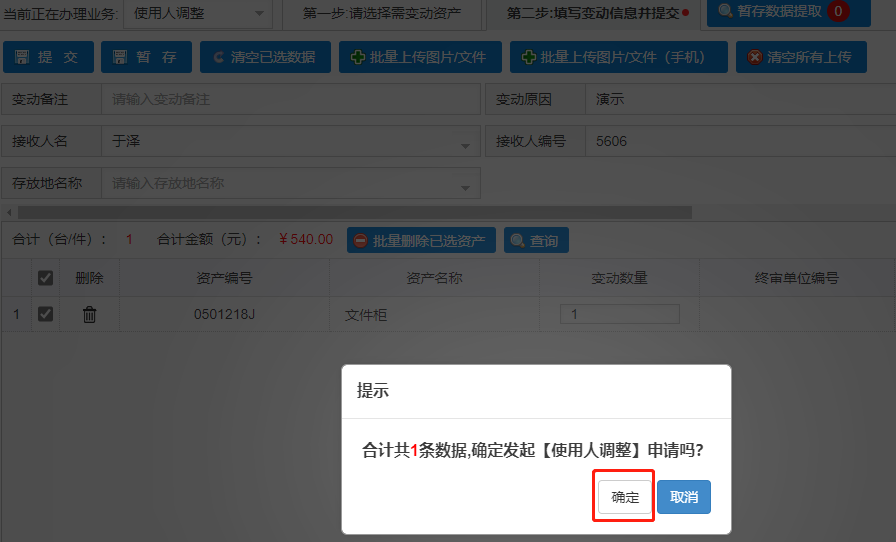 当前正在办理业务: 使用人调整 第一步:请选择需变动资产 第二步:填写变动信息并提交 暂存数据提取 0
提 交 暂 存 清空已选数据 批量上传图片/文件 批量上传图片/文件（手机） 清空所有上传
变动备注 请输入变动备注 变动原因 演示
接收人名 于泽 接收人编号 5606
存放地名称 请输入存放地名称
合计（台/件）： 1 合计金额（元）： ¥540.00 批量删除已选资产 查询
删除 资产编号 资产名称 变动数量 终审单位编号
1 0501218J 文件柜 1
提示
合计共1条数据,确定发起【使用人调整】申请吗?
确定 取消